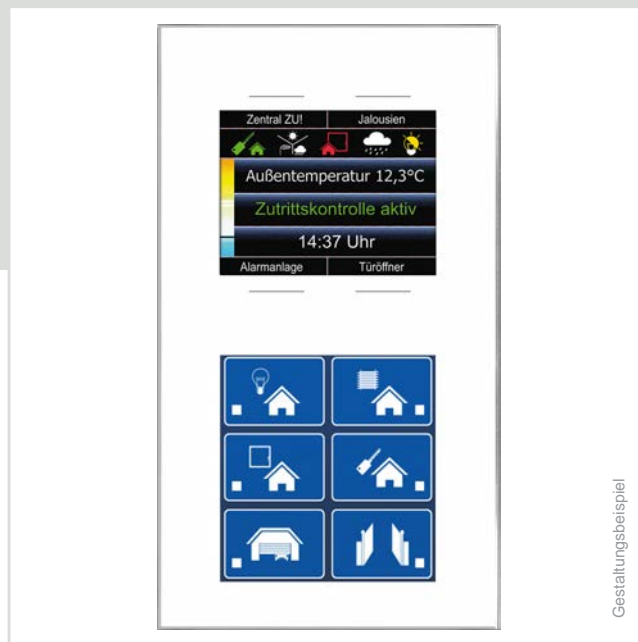 Zentral ZU! Jalousien
Außentemperatur 12,3°C
Zutrittskontrolle aktiv
14:37 Uhr
Alarmanlage Türöffner
Gestaltungsbeispiel